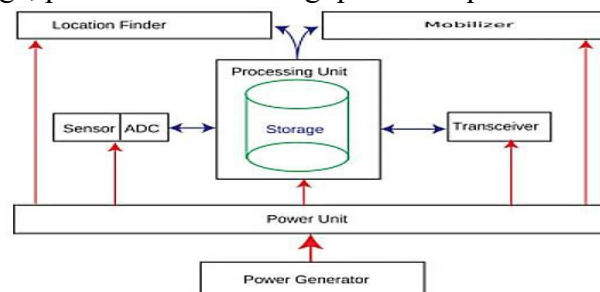 Location Finder
Mobilizer
Processing Unit
Sensor ADC
Storage
Transceiver
Power Unit
Power Generator